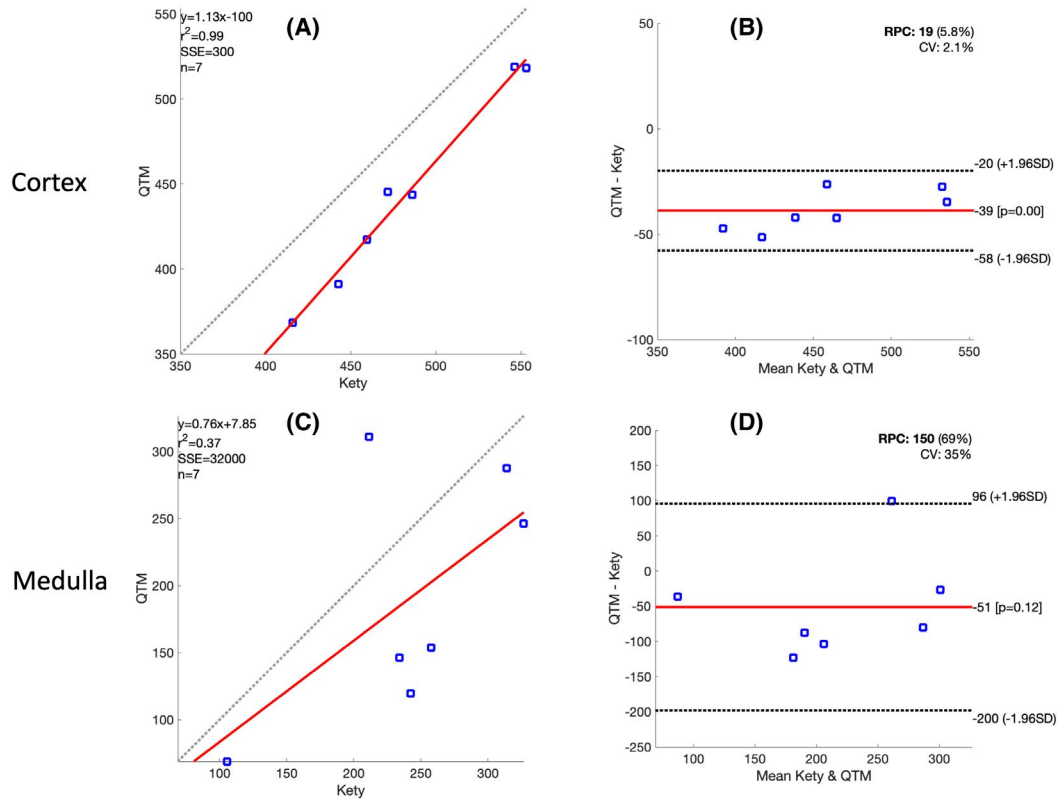 Cortex
(A)
y=1.13x-100
r²=0.99
SSE=300
n=7
550
500
450
400
350
QTM
350 400 450 500 550
Kety
(B)
RPC: 19 (5.8%)
CV: 2.1%
50
0
-50
-100
QTM - Kety
-20 (+1.96SD)
-39 [p=0.00]
-58 (-1.96SD)
350 400 450 500 550
Mean Kety & QTM
Medulla
(C)
y=0.76x+7.85
r²=0.37
SSE=32000
n=7
300
250
200
150
100
QTM
100 150 200 250 300
Kety
(D)
RPC: 150 (69%)
CV: 35%
200
150
100
50
0
-50
-100
-150
-200
-250
QTM - Kety
96 (+1.96SD)
-51 [p=0.12]
-200 (-1.96SD)
100 200 300
Mean Kety & QTM